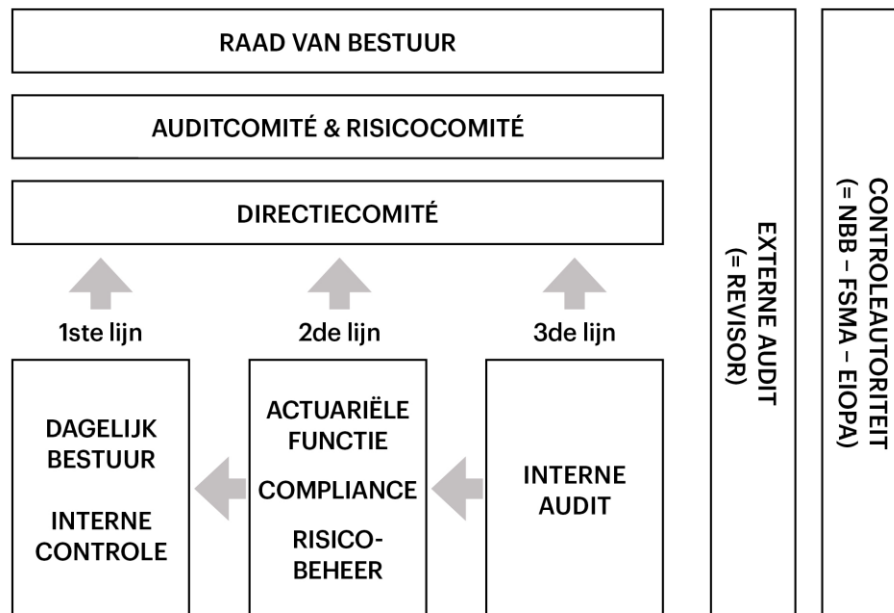 RAAD VAN BESTUUR
AUDITCOMITÉ & RISICOCOMITÉ
DIRECTIECOMITÉ
1ste lijn
2de lijn
3de lijn
DAGELIJK
BESTUUR
INTERNE
CONTROLE
ACTUARIËLE
FUNCTIE
COMPLIANCE
RISICO-
BEHEER
INTERNE
AUDIT
EXTERNE AUDIT
(= REVISOR)
CONTROLEAUTORITEIT
(= NBB – FSMA – EIOPA)